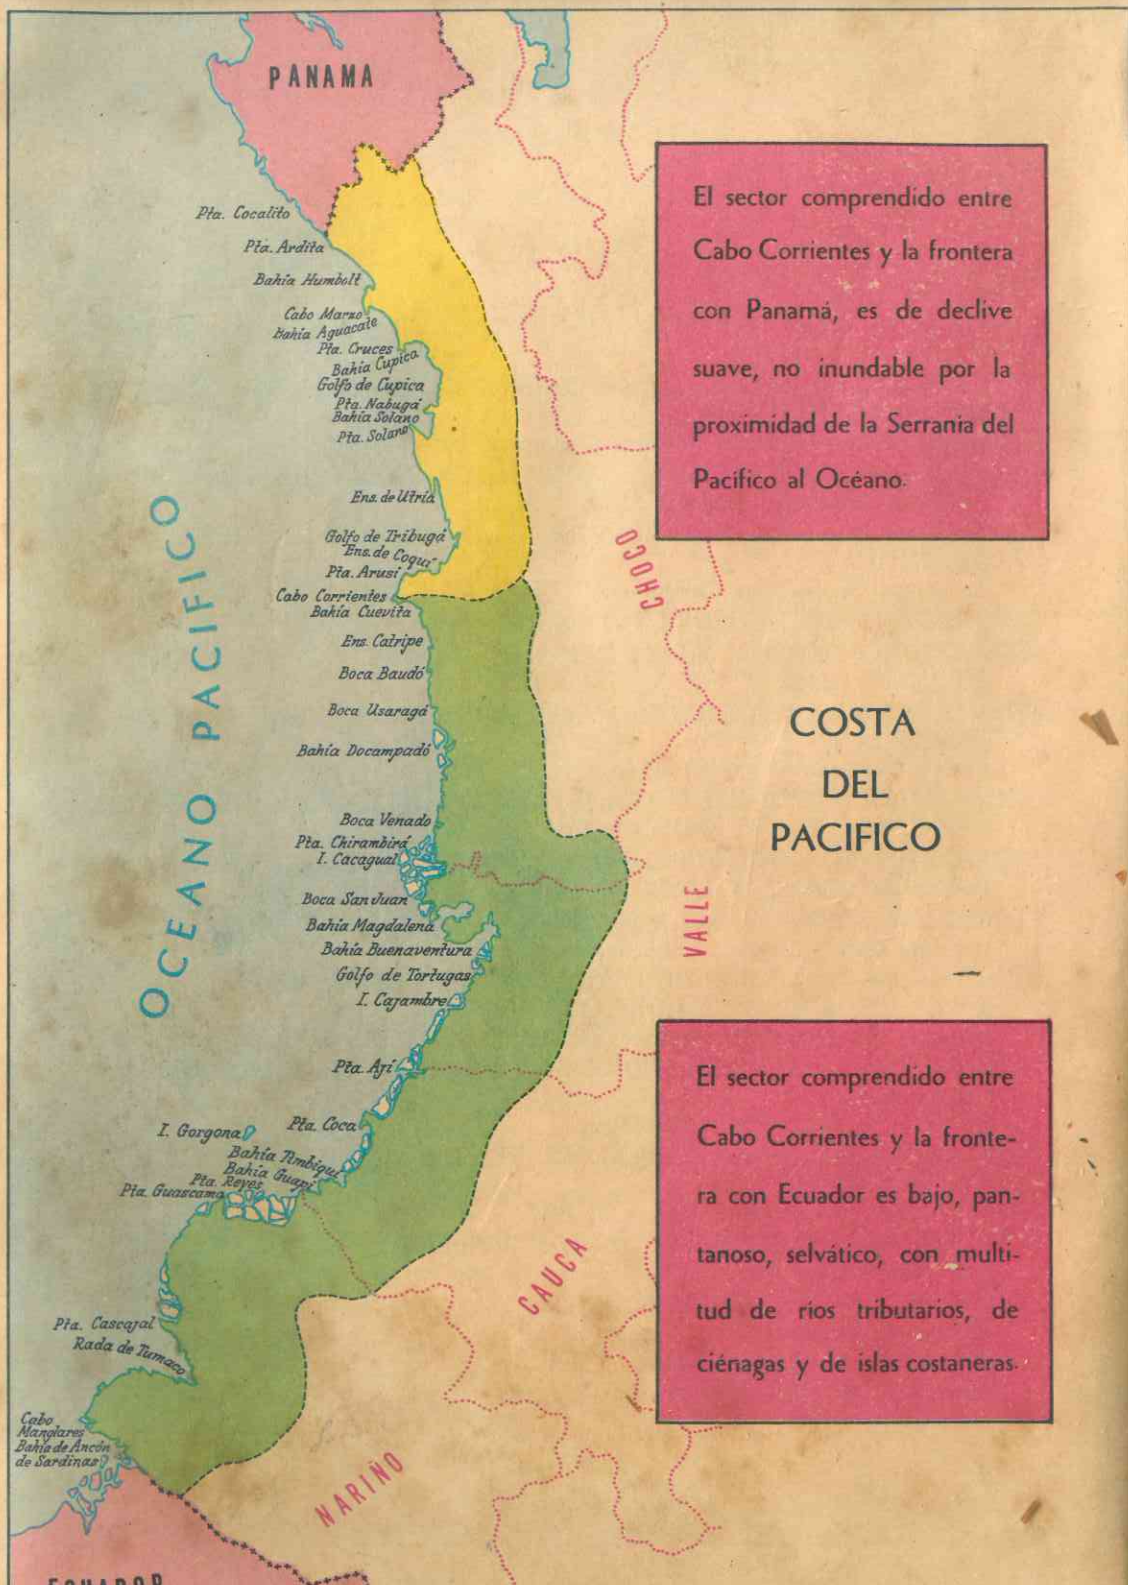 PANAMA
El sector comprendido entre
Cabo Corrientes y la frontera
con Panamá, es de declive
suave, no inundable por la
proximidad de la Serrania del
Pacifico al Océano.
Pta. Cocalito
Pta. Ardita
Bahía Humbolt
Cabo Marzo
Bahía Aguacate
Pta. Cruces
Bahía Cupica
Golfo de Cupica
Pta. Nabugá
Bahía Solano
Pta. Solano
Ens. de Utría
Golfo de Tribugá
Ens. de Coquí
Pta. Arusí
Cabo Corrientes
Bahía Cuevita
Ens. Catripe
Boca Baudó
Boca Usaragá
Bahía Docampadó
Boca Venado
Pta. Chirambirá
I. Cacagual
Boca San Juan
Bahía Magdalena
Bahía Buenaventura
Golfo de Tortugas
I. Cajambre
Pta. Ají
Pta. Coca
I. Gorgona
Bahía Timbiquí
Bahía Guapi
Pta. Reyes
Pta. Guascama
Pta. Cascajal
Rada de Tumaco
Cabo
Manglares
Bahía de Ancón
de Sardinas
OCEANO PACIFICO
CHOCO
COSTA
DEL
PACIFICO
VALLE
CAUCA
NARIÑO
El sector comprendido entre
Cabo Corrientes y la fronte-
ra con Ecuador es bajo, pan-
tanoso, selvático, con multi-
tud de rios tributarios, de
ciénagas y de islas costaneras.
ECUADOR